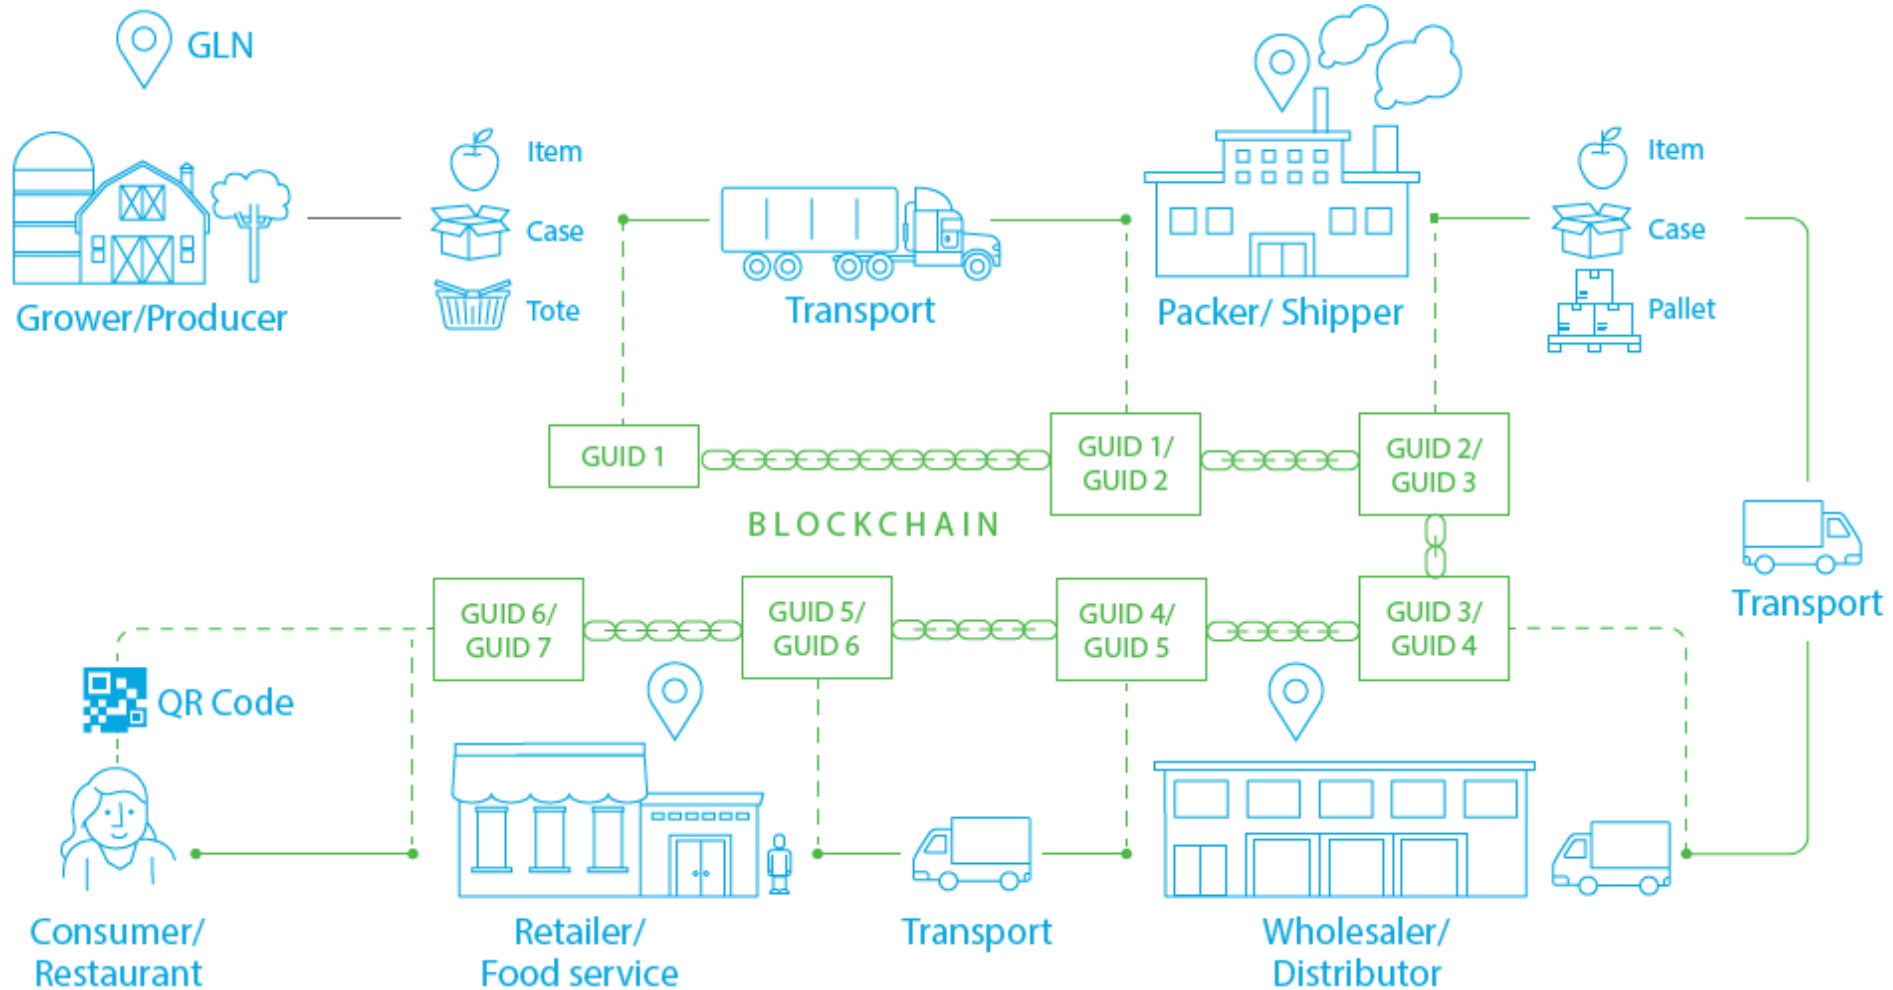 GLN
Item
Case
Tote
Grower/Producer
Transport
Packer/ Shipper
Item
Case
Pallet
GUID 1
GUID 1/
GUID 2
GUID 2/
GUID 3
BLOCKCHAIN
Transport
GUID 6/
GUID 7
GUID 5/
GUID 6
GUID 4/
GUID 5
GUID 3/
GUID 4
QR Code
Consumer/
Restaurant
Retailer/
Food service
Transport
Wholesaler/
Distributor